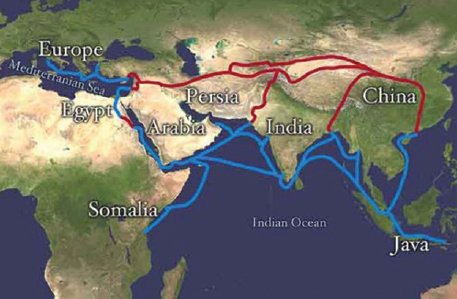 Europe
Mediterranean Sea
Egypt
Persia
China
Arabia
India
Somalia
Indian Ocean
Java